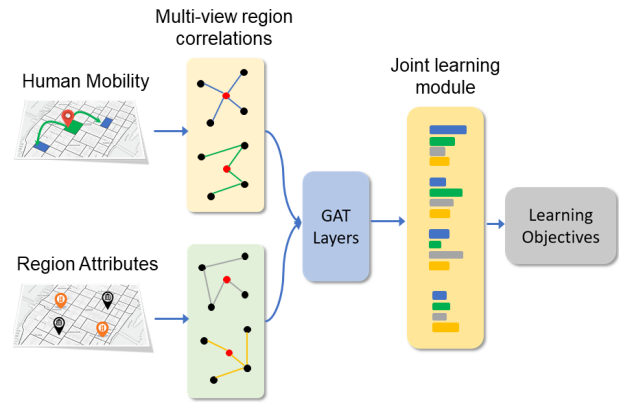 Multi-view region
correlations
Human Mobility
Region Attributes
GAT
Layers
Joint learning
module
Learning
Objectives